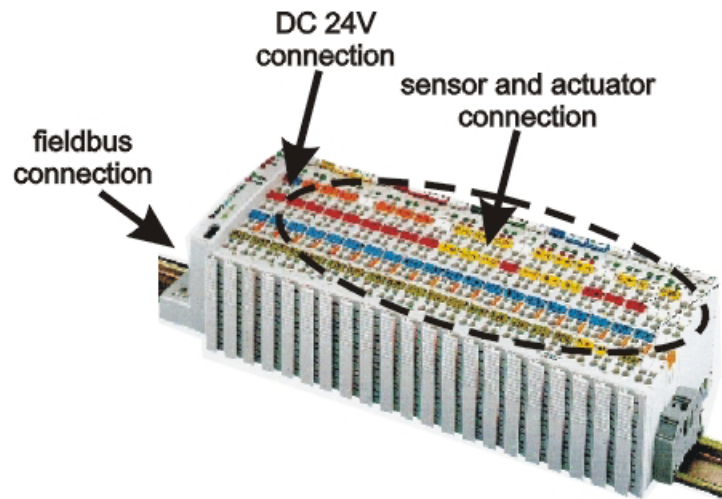 DC 24V
connection
sensor and actuator
connection
fieldbus
connection